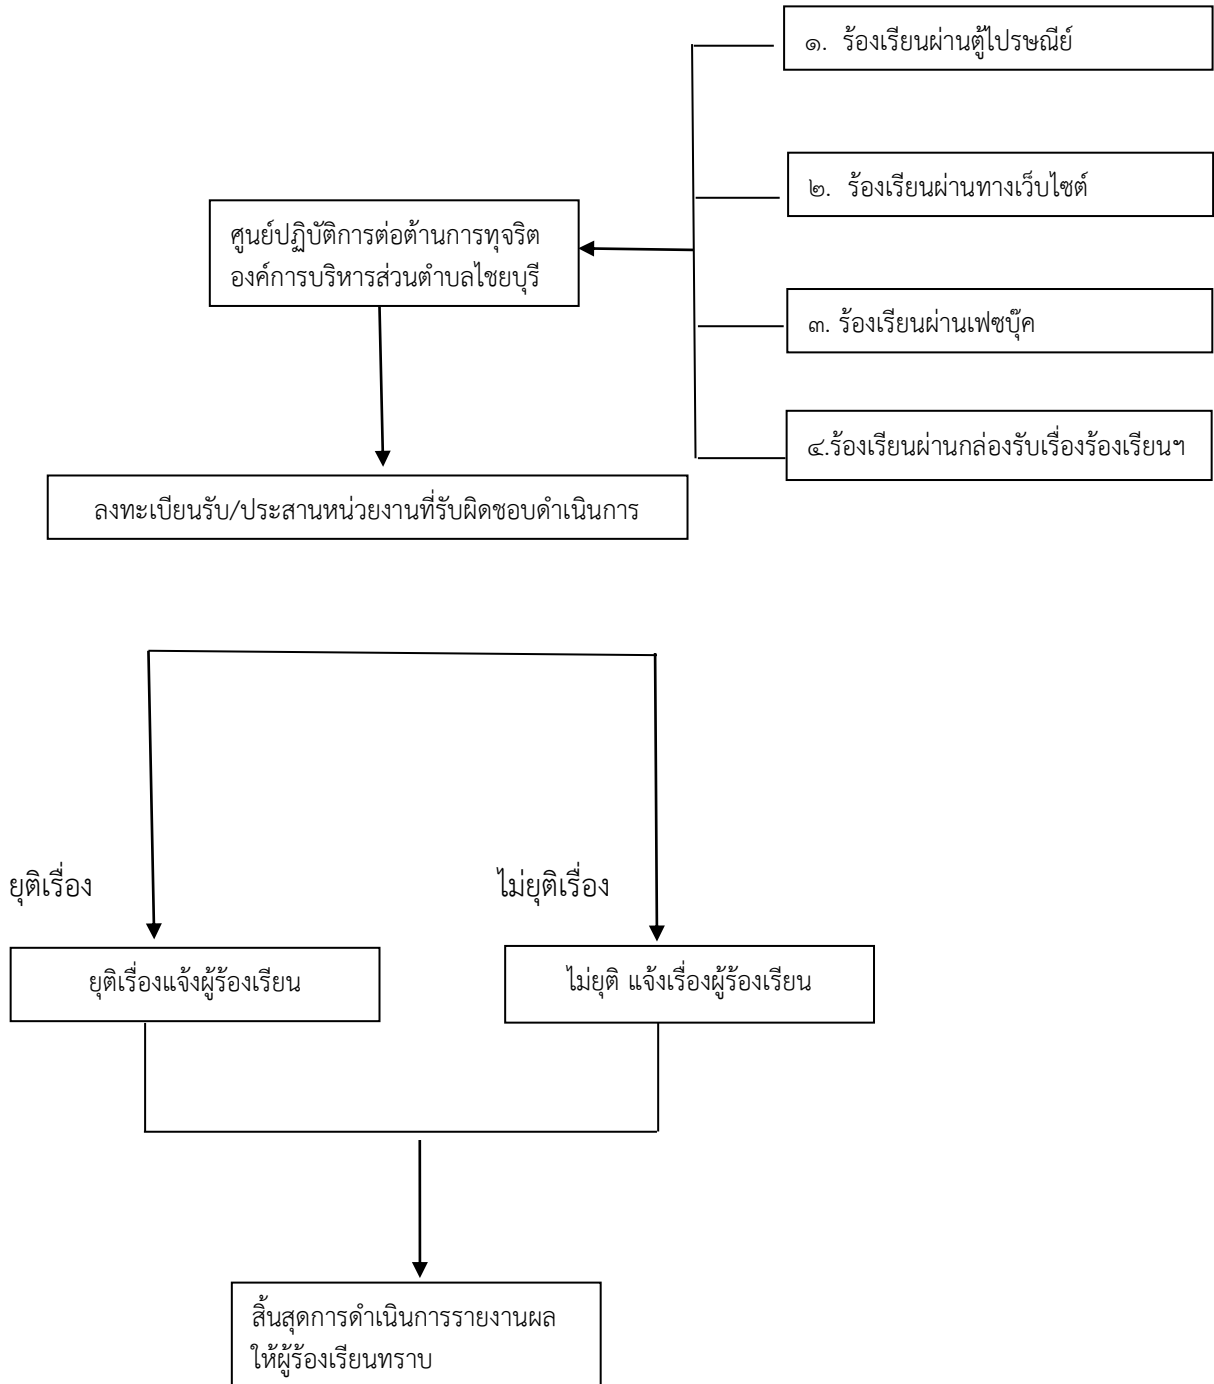 ๑. ร้องเรียนผ่านตู้ไปรษณีย์
๒. ร้องเรียนผ่านทางเว็บไซต์
ศูนย์ปฏิบัติการต่อต้านการทุจริต
องค์การบริหารส่วนตำบลไชยบุรี
๓. ร้องเรียนผ่านเฟซบุ๊ค
๔.ร้องเรียนผ่านกล่องรับเรื่องร้องเรียนฯ
ลงทะเบียนรับ/ประสานหน่วยงานที่รับผิดชอบดำเนินการ
ยุติเรื่อง
ไม่ยุติเรื่อง
ยุติเรื่องแจ้งผู้ร้องเรียน
ไม่ยุติ แจ้งเรื่องผู้ร้องเรียน
สิ้นสุดการดำเนินการรายงานผล
ให้ผู้ร้องเรียนทราบ